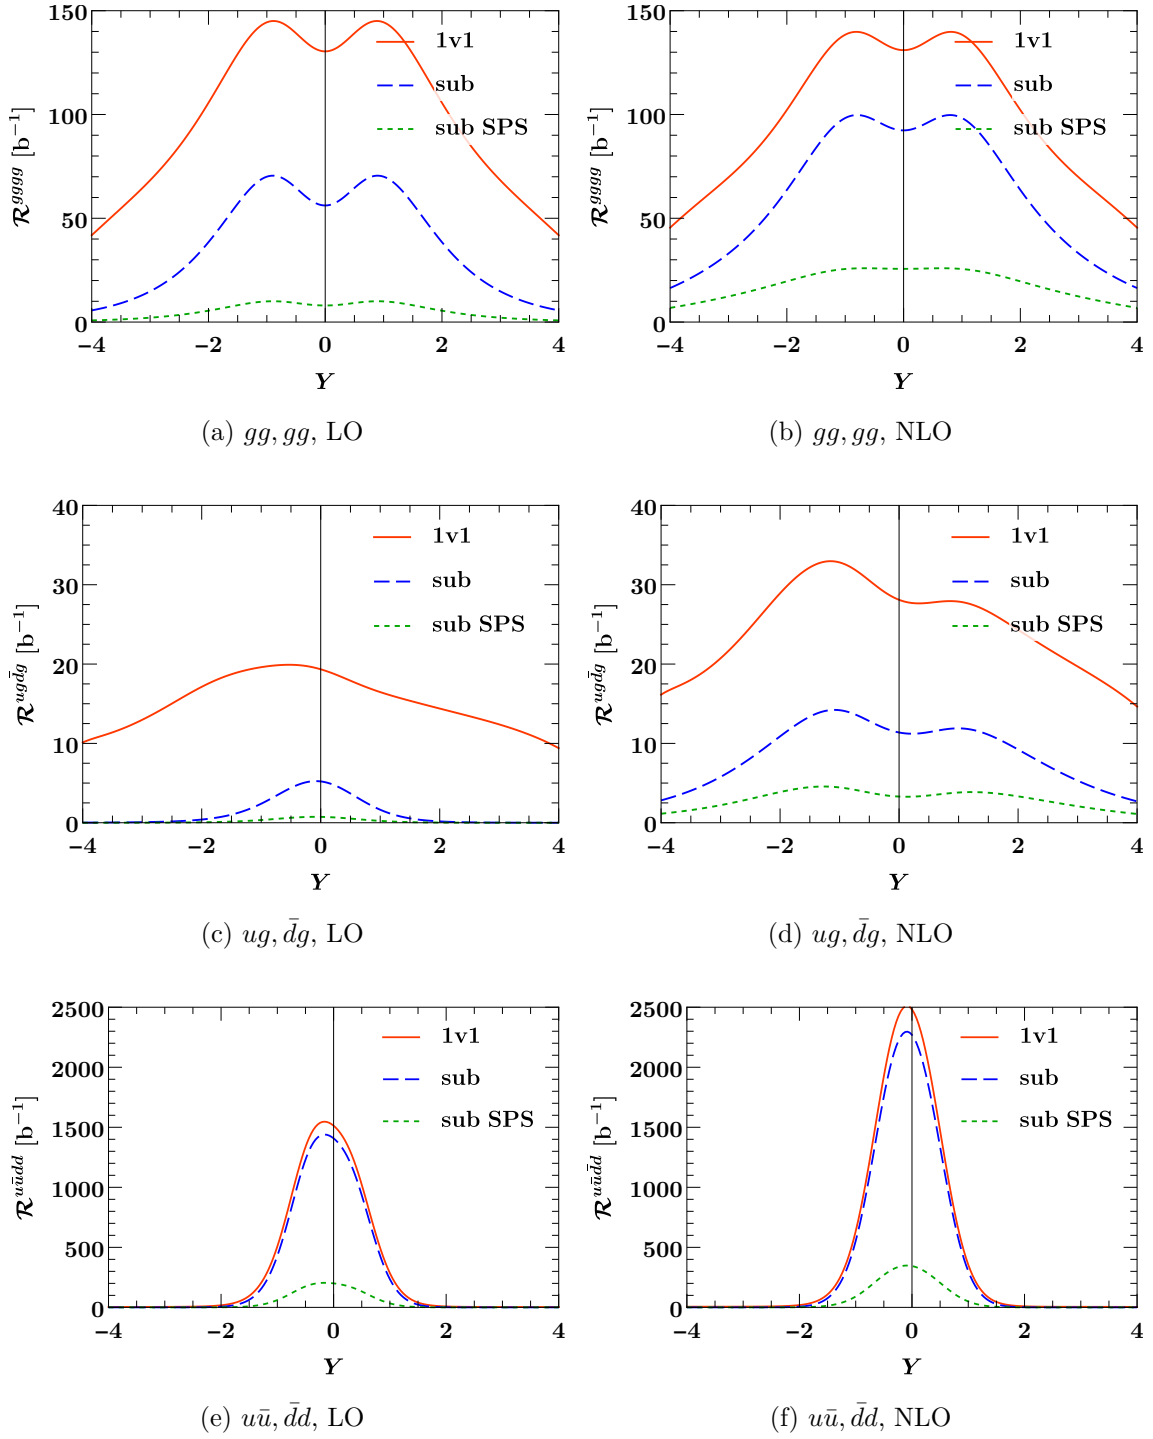 150
100
50
0
−4
−2
0
2
4
Y
𝓡^{gggg} [b⁻¹]
1v1
sub
sub SPS
(a) gg, gg, LO
150
100
50
0
−4
−2
0
2
4
Y
𝓡^{gggg} [b⁻¹]
1v1
sub
sub SPS
(b) gg, gg, NLO
40
30
20
10
0
−4
−2
0
2
4
Y
𝓡^{ugd̄g} [b⁻¹]
1v1
sub
sub SPS
(c) ug, d̄g, LO
40
30
20
10
0
−4
−2
0
2
4
Y
𝓡^{ugd̄g} [b⁻¹]
1v1
sub
sub SPS
(d) ug, d̄g, NLO
2500
2000
1500
1000
500
0
−4
−2
0
2
4
Y
𝓡^{uūd̄d} [b⁻¹]
1v1
sub
sub SPS
(e) uū, d̄d, LO
2500
2000
1500
1000
500
0
−4
−2
0
2
4
Y
𝓡^{uūd̄d} [b⁻¹]
1v1
sub
sub SPS
(f) uū, d̄d, NLO